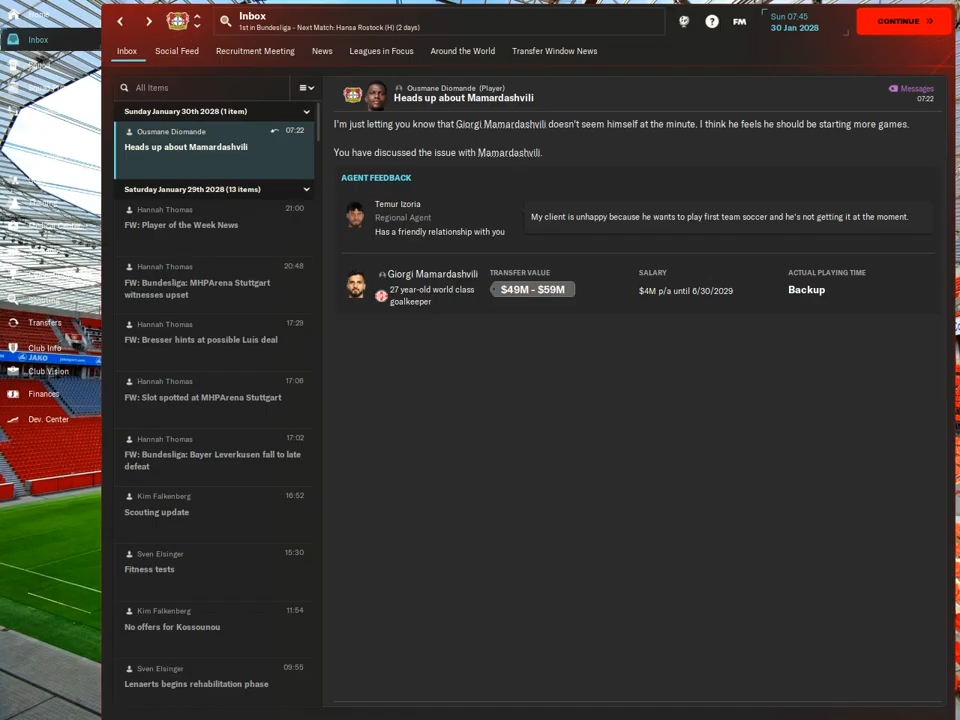 Home
Inbox
Inbox
1st in Bundesliga - Next Match: Hansa Rostock (H) (2 days)
?
FM
Sun 07:45
30 Jan 2028
CONTINUE
Inbox
Social Feed
Recruitment Meeting
News
Leagues in Focus
Around the World
Transfer Window News
All Items
Sunday January 30th 2028 (1 item)
Ousmane Diomande
07:22
Heads up about Mamardashvili
Saturday January 29th 2028 (13 items)
Hannah Thomas
21:00
FW: Player of the Week News
Hannah Thomas
20:48
FW: Bundesliga: MHPArena Stuttgart
witnesses upset
Hannah Thomas
17:29
FW: Bresser hints at possible Luis deal
Hannah Thomas
17:06
FW: Slot spotted at MHPArena Stuttgart
Hannah Thomas
17:02
FW: Bundesliga: Bayer Leverkusen fall to late
defeat
Kim Falkenberg
16:52
Scouting update
Sven Elsinger
15:30
Fitness tests
Kim Falkenberg
11:54
No offers for Kossounou
Sven Elsinger
09:55
Lenaerts begins rehabilitation phase
Transfers
Club Info
JAKO
Club Vision
Finances
Dev. Center
Ousmane Diomande (Player)
Heads up about Mamardashvili
Messages
07:22
I'm just letting you know that Giorgi Mamardashvili doesn't seem himself at the minute. I think he feels he should be starting more games.
You have discussed the issue with Mamardashvili.
AGENT FEEDBACK
Temur Izoria
Regional Agent
Has a friendly relationship with you
My client is unhappy because he wants to play first team soccer and he's not getting it at the moment.
Giorgi Mamardashvili
27 year-old world class
goalkeeper
TRANSFER VALUE
$49M - $59M
SALARY
$4M p/a until 6/30/2029
ACTUAL PLAYING TIME
Backup